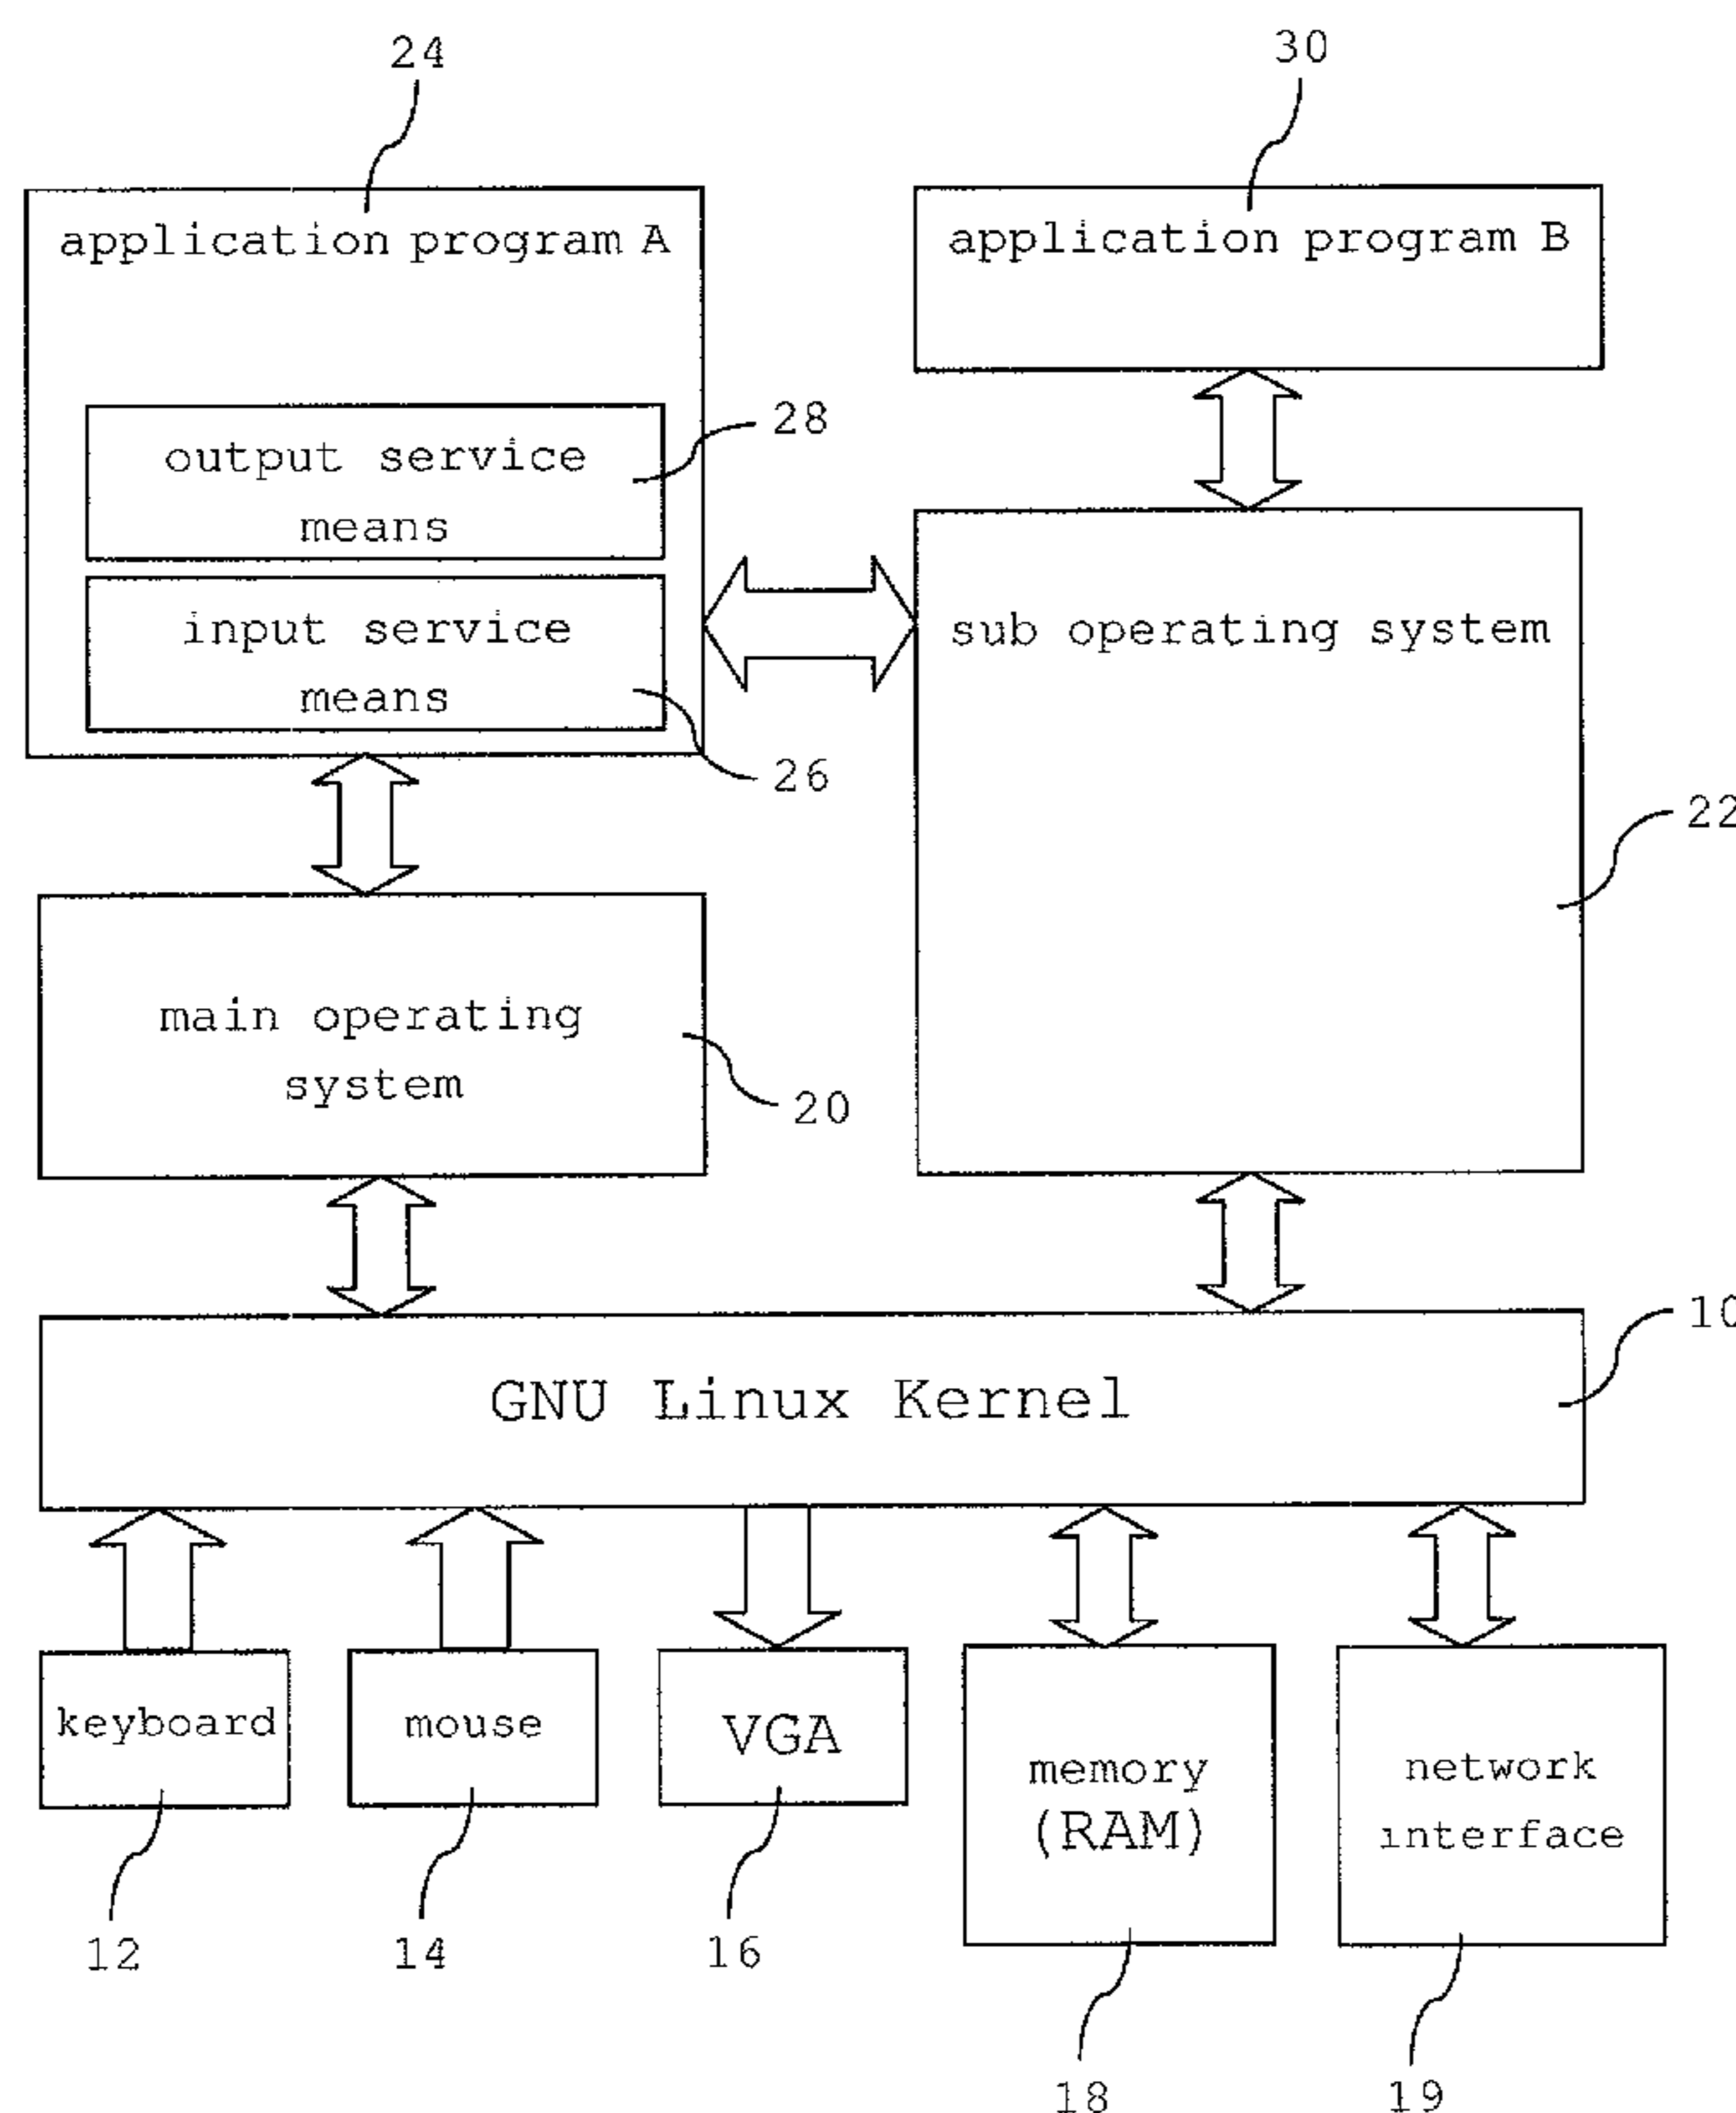 24
30
application program A
application program B
output service
means
28
input service
means
26
sub operating system
22
main operating
system
20
10
GNU Linux Kernel
keyboard
mouse
VGA
memory
(RAM)
network
interface
12
14
16
18
19